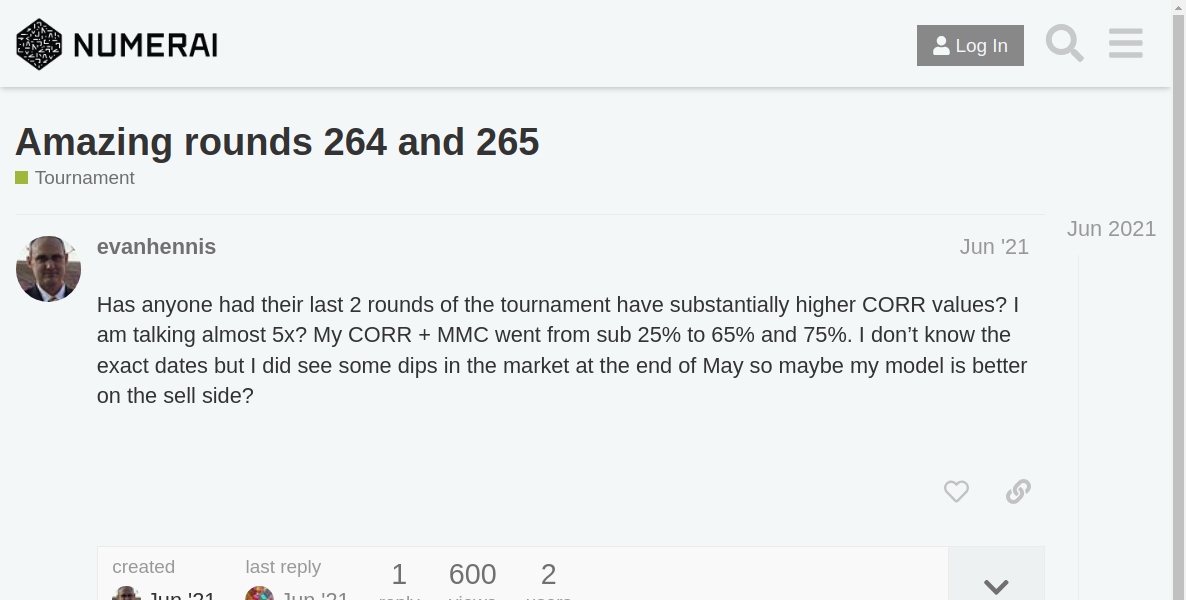 NUMERAI
Log In
Amazing rounds 264 and 265
Tournament
Jun 2021
evanhennis
Jun '21
Has anyone had their last 2 rounds of the tournament have substantially higher CORR values? I
am talking almost 5x? My CORR + MMC went from sub 25% to 65% and 75%. I don’t know the
exact dates but I did see some dips in the market at the end of May so maybe my model is better
on the sell side?
created
last reply
1
600
2
Jun '21
Jun '21
reply
views
users